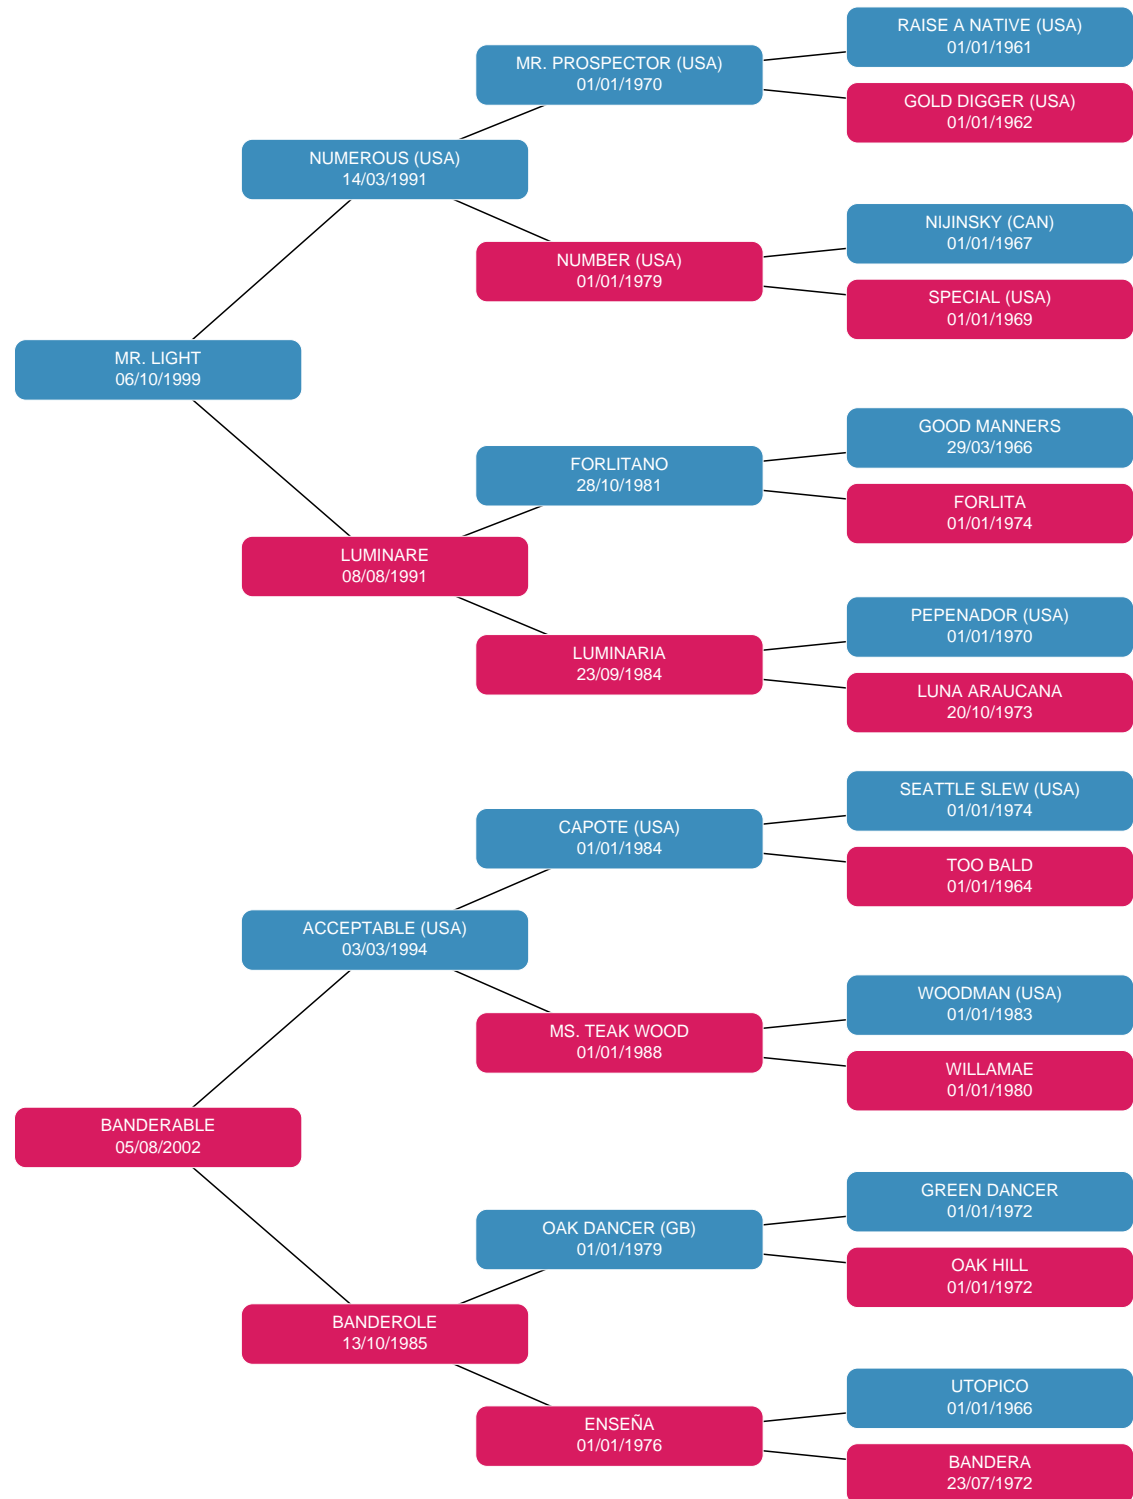 RAISE A NATIVE (USA)
01/01/1961
MR. PROSPECTOR (USA)
01/01/1970
GOLD DIGGER (USA)
01/01/1962
NUMEROUS (USA)
14/03/1991
NIJINSKY (CAN)
01/01/1967
NUMBER (USA)
01/01/1979
SPECIAL (USA)
01/01/1969
MR. LIGHT
06/10/1999
GOOD MANNERS
29/03/1966
FORLITANO
28/10/1981
FORLITA
01/01/1974
LUMINARE
08/08/1991
PEPENADOR (USA)
01/01/1970
LUMINARIA
23/09/1984
LUNA ARAUCANA
20/10/1973
SEATTLE SLEW (USA)
01/01/1974
CAPOTE (USA)
01/01/1984
TOO BALD
01/01/1964
ACCEPTABLE (USA)
03/03/1994
WOODMAN (USA)
01/01/1983
MS. TEAK WOOD
01/01/1988
WILLAMAE
01/01/1980
BANDERABLE
05/08/2002
GREEN DANCER
01/01/1972
OAK DANCER (GB)
01/01/1979
OAK HILL
01/01/1972
BANDEROLE
13/10/1985
UTOPICO
01/01/1966
ENSEÑA
01/01/1976
BANDERA
23/07/1972